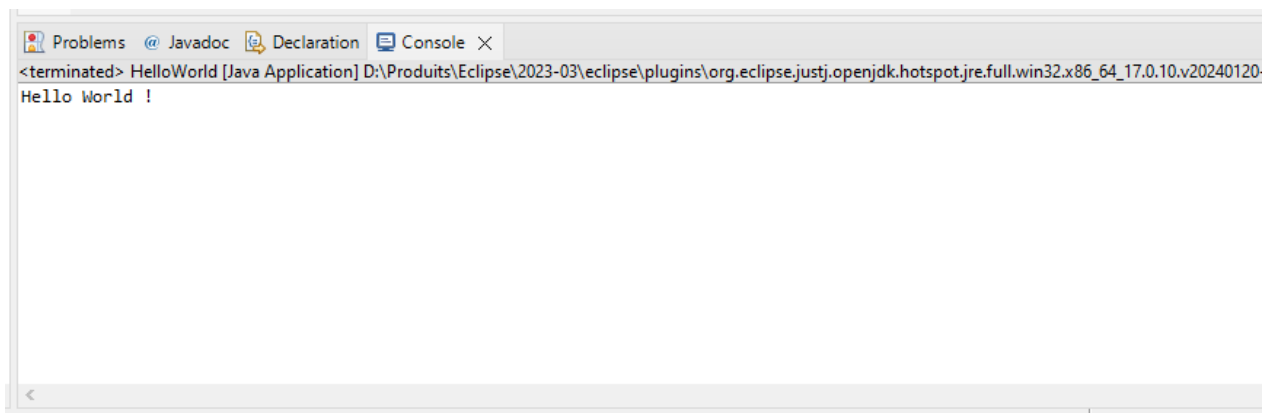 Problems @ Javadoc Declaration Console
<terminated> HelloWorld [Java Application] D:\Produits\Eclipse\2023-03\eclipse\plugins\org.eclipse.justj.openjdk.hotspot.jre.full.win32.x86_64_17.0.10.v20240120-
Hello World !